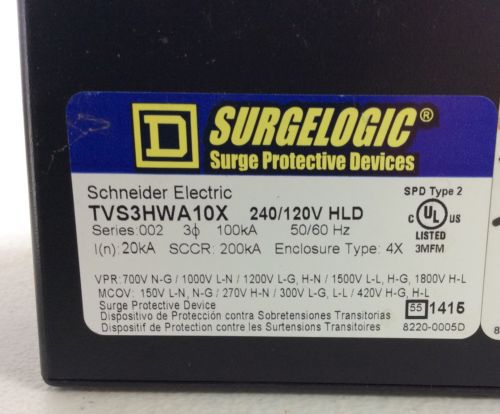 D
SURGELOGIC®
Surge Protective Devices
Schneider Electric
TVS3HWA10X 240/120V HLD
Series:002 3ɸ 100kA 50/60 Hz
I(n): 20kA SCCR: 200kA Enclosure Type: 4X
SPD Type 2
c UL US
LISTED
3MFM
VPR: 700V N-G / 1000V L-N / 1200V L-G, H-N / 1500V L-L, H-G, 1800V H-L
MCOV: 150V L-N, N-G / 270V H-N / 300V L-G, L-L / 420V H-G, H-L
Surge Protective Device
Dispositivo de Protección contra Sobretensiones Transitorias
Dispositif de Protection contre les Surtensions Transitoires
55 1415
8220-0005D